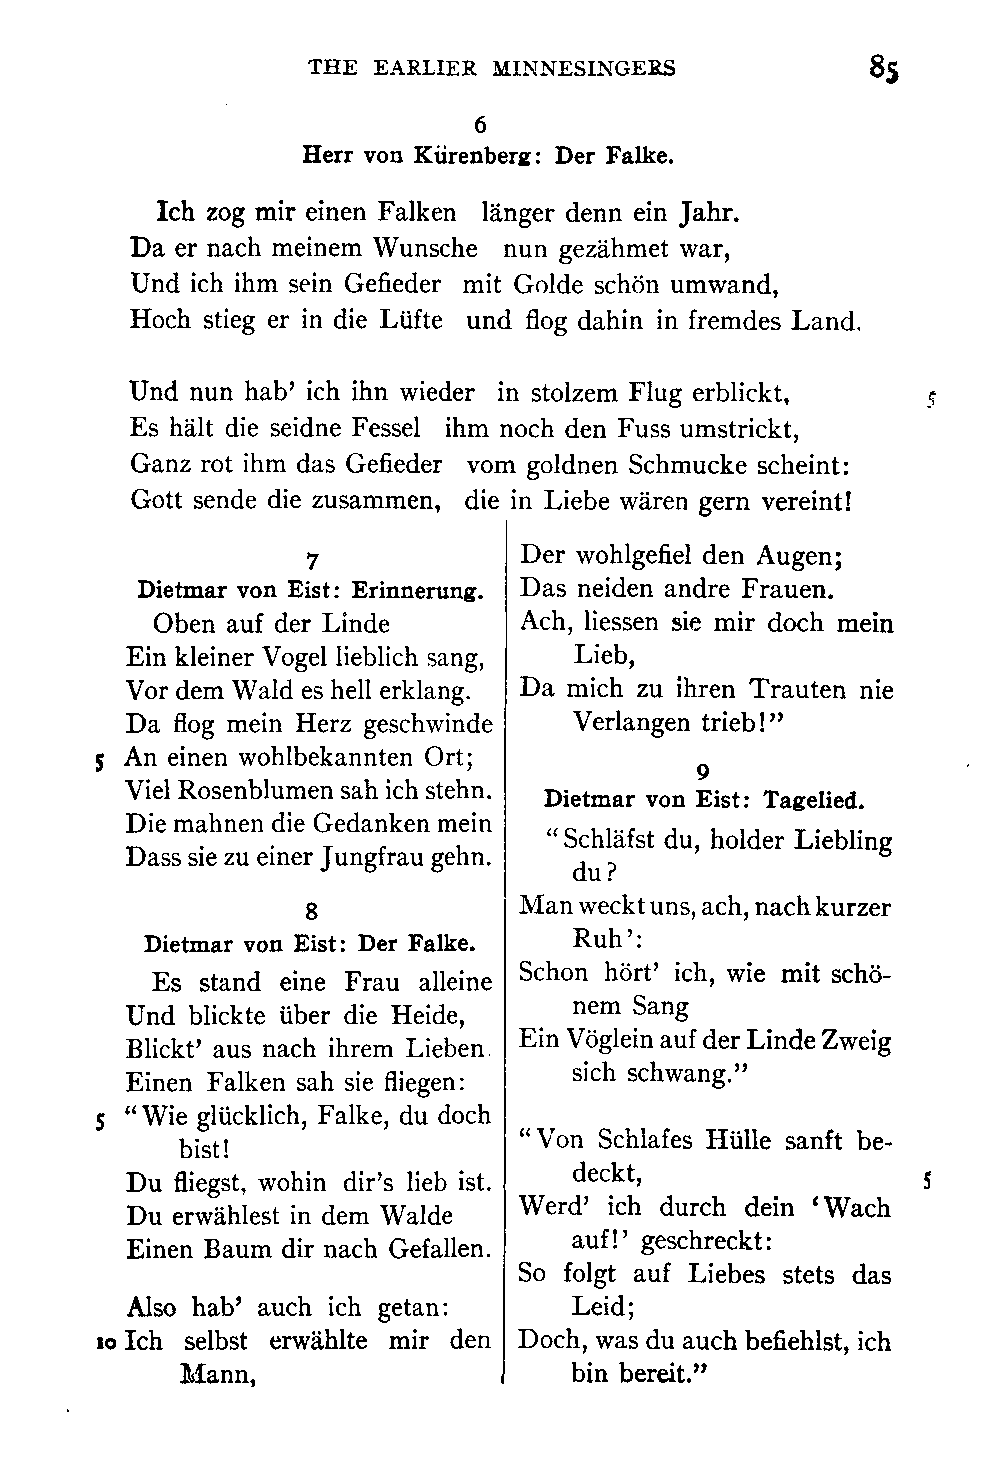 THE EARLIER MINNESINGERS 85
6
Herr von Kürenberg: Der Falke.
Ich zog mir einen Falken länger denn ein Jahr.
Da er nach meinem Wunsche nun gezähmet war,
Und ich ihm sein Gefieder mit Golde schön umwand,
Hoch stieg er in die Lüfte und flog dahin in fremdes Land.
Und nun hab’ ich ihn wieder in stolzem Flug erblickt, 5
Es hält die seidne Fessel ihm noch den Fuss umstrickt,
Ganz rot ihm das Gefieder vom goldnen Schmucke scheint:
Gott sende die zusammen, die in Liebe wären gern vereint!
7
Dietmar von Eist: Erinnerung.
Oben auf der Linde
Ein kleiner Vogel lieblich sang,
Vor dem Wald es hell erklang.
Da flog mein Herz geschwinde
5 An einen wohlbekannten Ort;
Viel Rosenblumen sah ich stehn.
Die mahnen die Gedanken mein
Dass sie zu einer Jungfrau gehn.
8
Dietmar von Eist: Der Falke.
Es stand eine Frau alleine
Und blickte über die Heide,
Blickt’ aus nach ihrem Lieben.
Einen Falken sah sie fliegen:
5 “Wie glücklich, Falke, du doch
bist!
Du fliegst, wohin dir’s lieb ist.
Du erwählest in dem Walde
Einen Baum dir nach Gefallen.
Also hab’ auch ich getan:
10 Ich selbst erwählte mir den
Mann,
Der wohlgefiel den Augen;
Das neiden andre Frauen.
Ach, liessen sie mir doch mein
Lieb,
Da mich zu ihren Trauten nie
Verlangen trieb!”
9
Dietmar von Eist: Tagelied.
“Schläfst du, holder Liebling
du?
Man weckt uns, ach, nach kurzer
Ruh’:
Schon hört’ ich, wie mit schö-
nem Sang
Ein Vöglein auf der Linde Zweig
sich schwang.”
“Von Schlafes Hülle sanft be-
deckt, 5
Werd’ ich durch dein ‘Wach
auf!’ geschreckt:
So folgt auf Liebes stets das
Leid;
Doch, was du auch befiehlst, ich
bin bereit.”